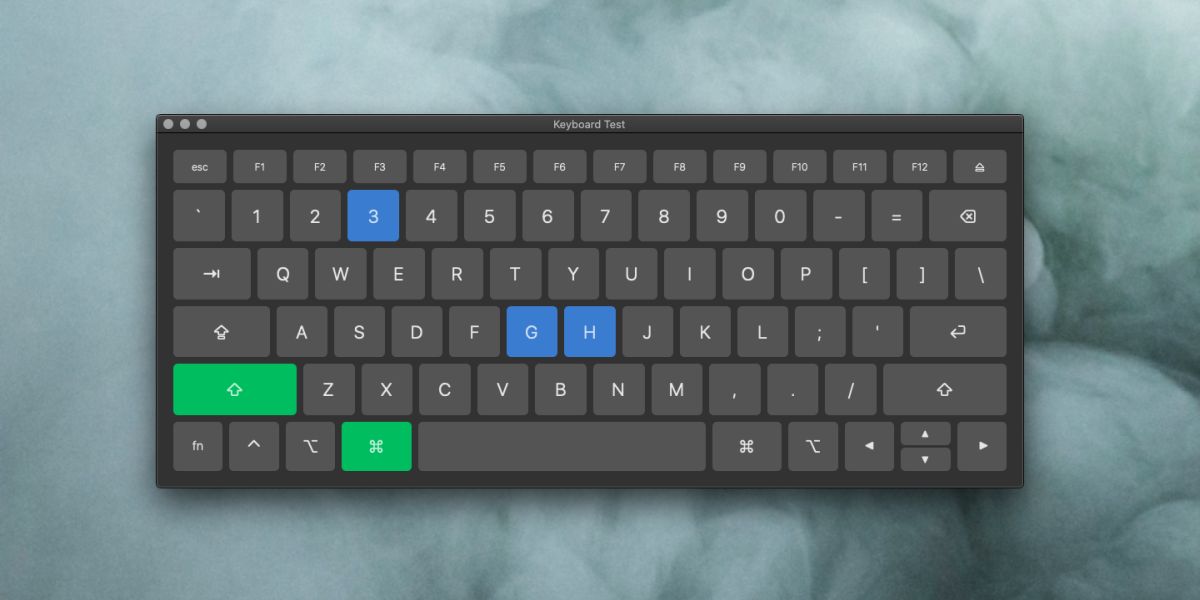 Keyboard Test
esc F1 F2 F3 F4 F5 F6 F7 F8 F9 F10 F11 F12 ⏏
` 1 2 3 4 5 6 7 8 9 0 - = ⌫
⇥ Q W E R T Y U I O P [ ] \
⇪ A S D F G H J K L ; ' ↩
⇧ Z X C V B N M , . / ⇧
fn ^ ⌥ ⌘ ⌘ ⌥ ◀ ▲ ▼ ▶